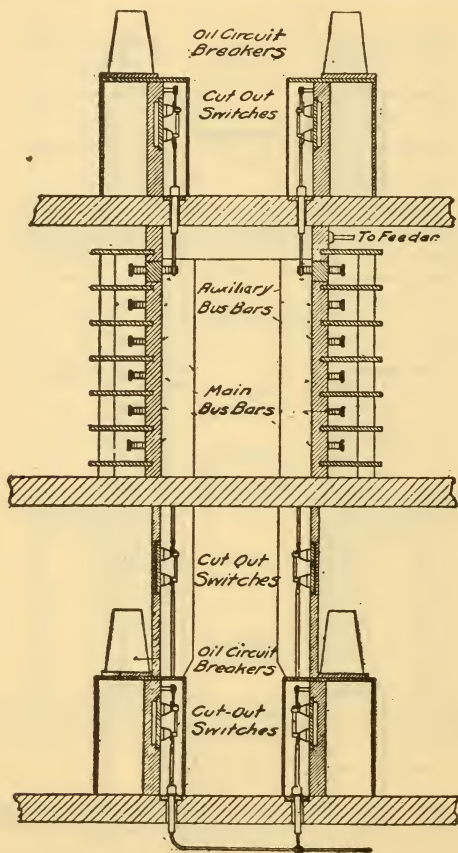 Oil Circuit
Breakers
Cut Out
Switches
To Feeder
Auxiliary
Bus Bars
Main
Bus Bars
Cut Out
Switches
Oil Circuit
Breakers
Cut-Out
Switches